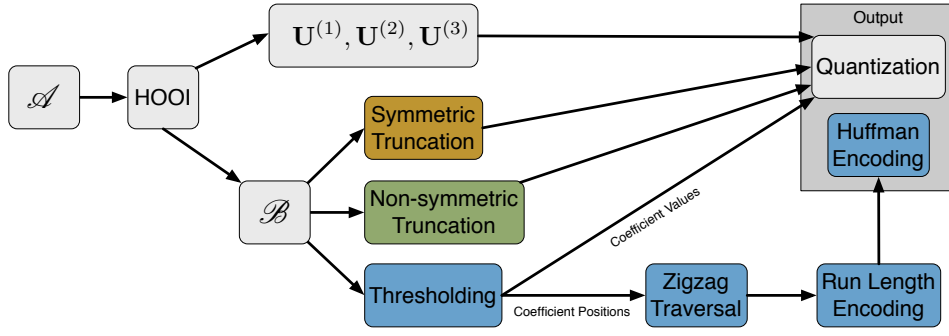 Output
𝒜
HOOI
U⁽¹⁾, U⁽²⁾, U⁽³⁾
Quantization
Symmetric
Truncation
Huffman
Encoding
ℬ
Non-symmetric
Truncation
Coefficient Values
Thresholding
Coefficient Positions
Zigzag
Traversal
Run Length
Encoding